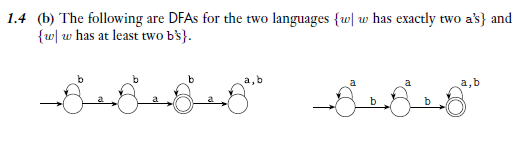 1.4 (b) The following are DFAs for the two languages {w| w has exactly two a's} and
{w| w has at least two b's}.
b b b a,b a a a,b
a a a b b